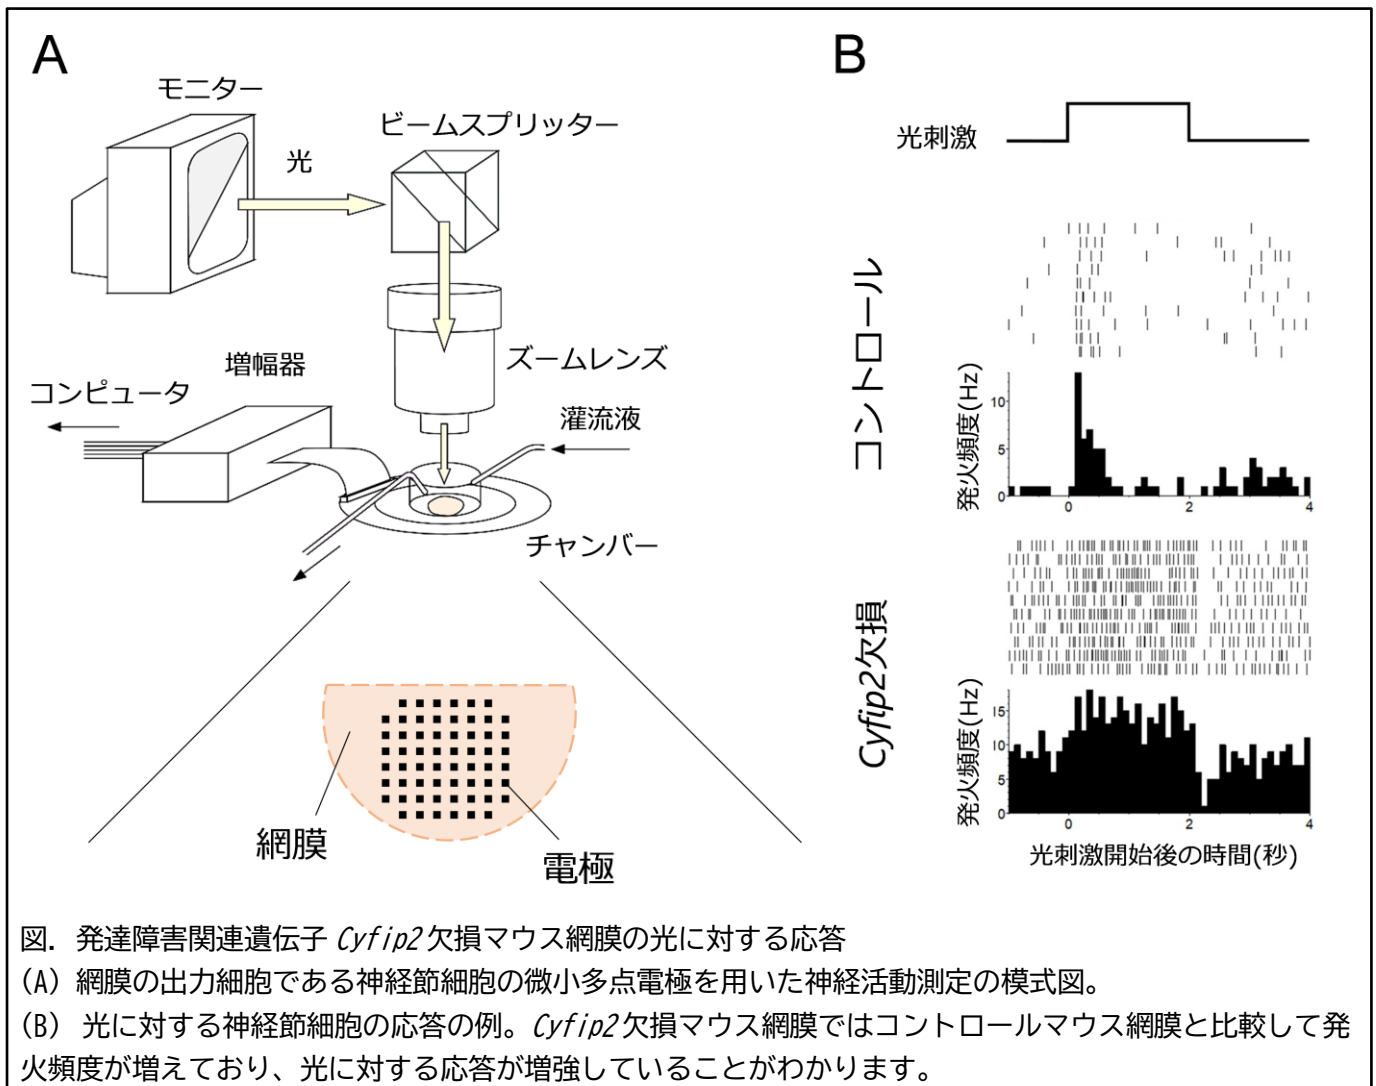 A
モニター
光
ビームスプリッター
ズームレンズ
増幅器
コンピュータ
灌流液
チャンバー
網膜
電極
B
光刺激
コントロール
発火頻度(Hz)
10
5
0
0
2
4
Cyfip2欠損
発火頻度(Hz)
15
10
5
0
0
2
4
光刺激開始後の時間(秒)
図. 発達障害関連遺伝子 Cyfip2 欠損マウス網膜の光に対する応答
(A) 網膜の出力細胞である神経節細胞の微小多点電極を用いた神経活動測定の模式図。
(B) 光に対する神経節細胞の応答の例。Cyfip2 欠損マウス網膜ではコントロールマウス網膜と比較して発
火頻度が増えており、光に対する応答が増強していることがわかります。